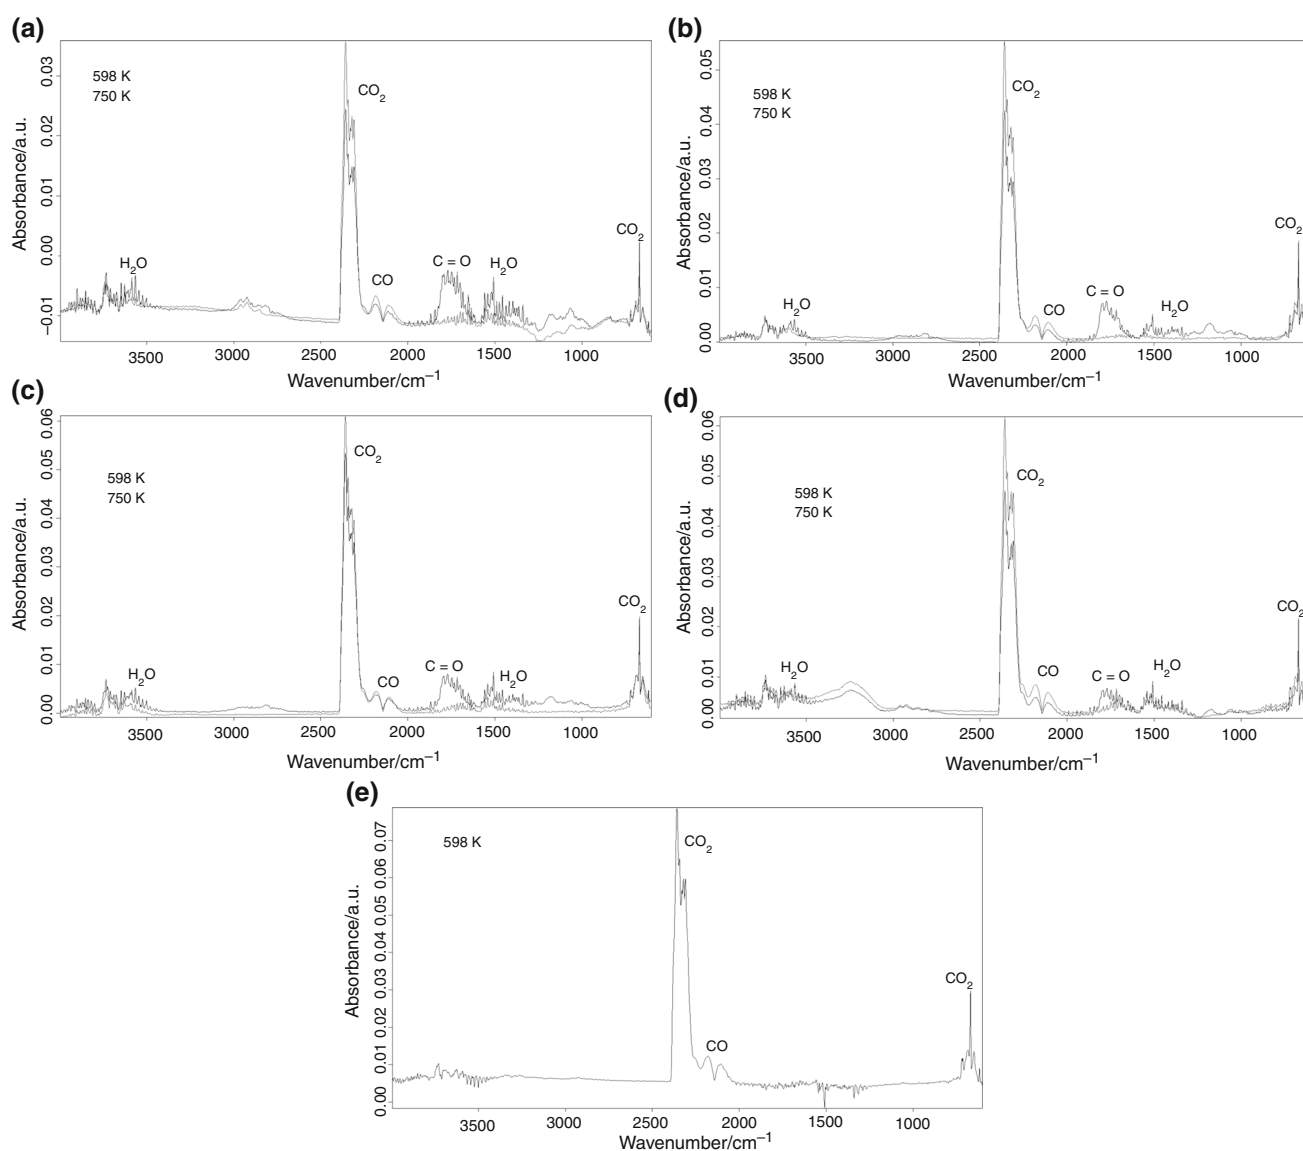 (a)
Absorbance/a.u.
0.03
0.02
0.01
0.00
−0.01
598 K
750 K
H2O
CO2
CO
C = O
H2O
CO2
3500 3000 2500 2000 1500 1000
Wavenumber/cm−1
(b)
Absorbance/a.u.
0.05
0.04
0.03
0.02
0.01
0.00
598 K
750 K
H2O
CO2
CO
C = O
H2O
CO2
3500 3000 2500 2000 1500 1000
Wavenumber/cm−1
(c)
Absorbance/a.u.
0.06
0.05
0.04
0.03
0.02
0.01
0.00
598 K
750 K
H2O
CO2
CO
C = O
H2O
CO2
3500 3000 2500 2000 1500 1000
Wavenumber/cm−1
(d)
Absorbance/a.u.
0.06
0.05
0.04
0.03
0.02
0.01
0.00
598 K
750 K
H2O
CO2
CO
C = O
H2O
CO2
3500 3000 2500 2000 1500 1000
Wavenumber/cm−1
(e)
Absorbance/a.u.
0.07
0.06
0.05
0.04
0.03
0.02
0.01
0.00
598 K
CO2
CO
CO2
3500 3000 2500 2000 1500 1000
Wavenumber/cm−1